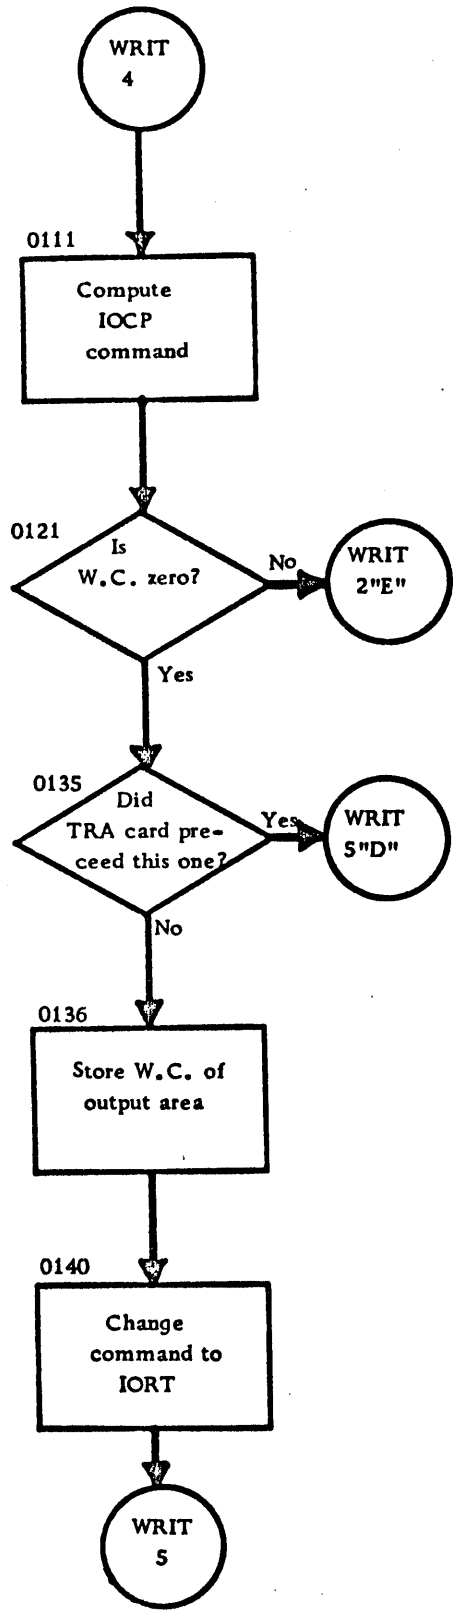 WRIT
4
0111
Compute
IOCP
command
0121
Is
W.C. zero?
No
WRIT
2"E"
Yes
0135
Did
TRA card pre-
ceed this one?
Yes
WRIT
5"D"
No
0136
Store W.C. of
output area
0140
Change
command to
IORT
WRIT
5